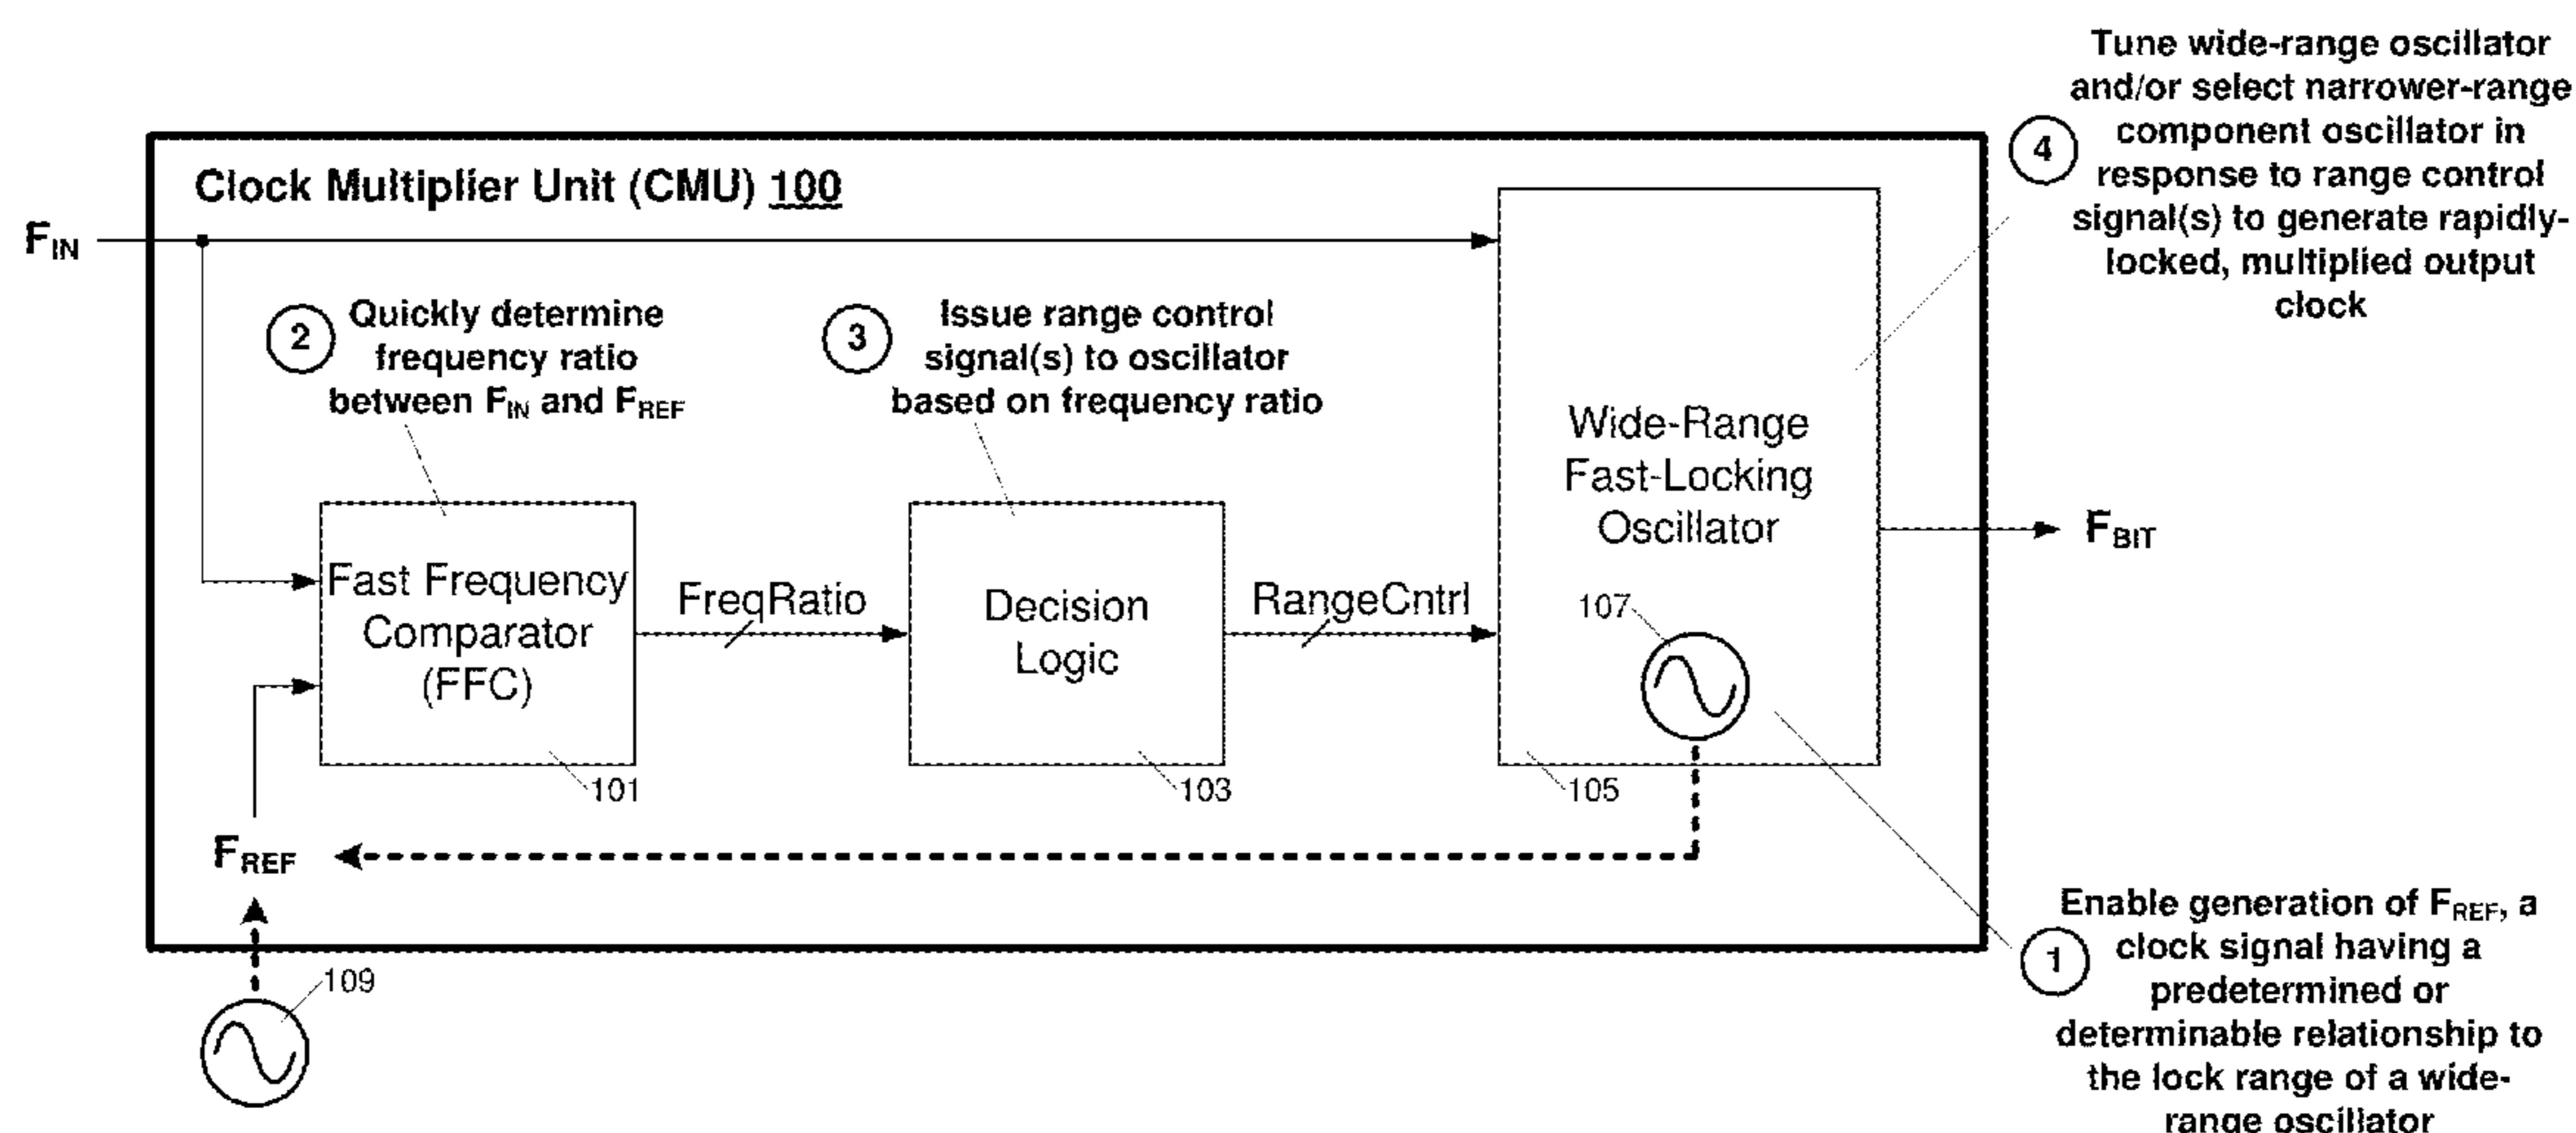 Tune wide-range oscillator
and/or select narrower-range
component oscillator in
response to range control
signal(s) to generate rapidly-
locked, multiplied output
clock
4
Clock Multiplier Unit (CMU) 100
FIN
2
Quickly determine
frequency ratio
between FIN and FREF
3
Issue range control
signal(s) to oscillator
based on frequency ratio
Wide-Range
Fast-Locking
Oscillator
FBIT
Fast Frequency
Comparator
(FFC)
FreqRatio
Decision
Logic
RangeCntrl
107
101
103
105
FREF
109
1
Enable generation of FREF, a
clock signal having a
predetermined or
determinable relationship to
the lock range of a wide-
range oscillator